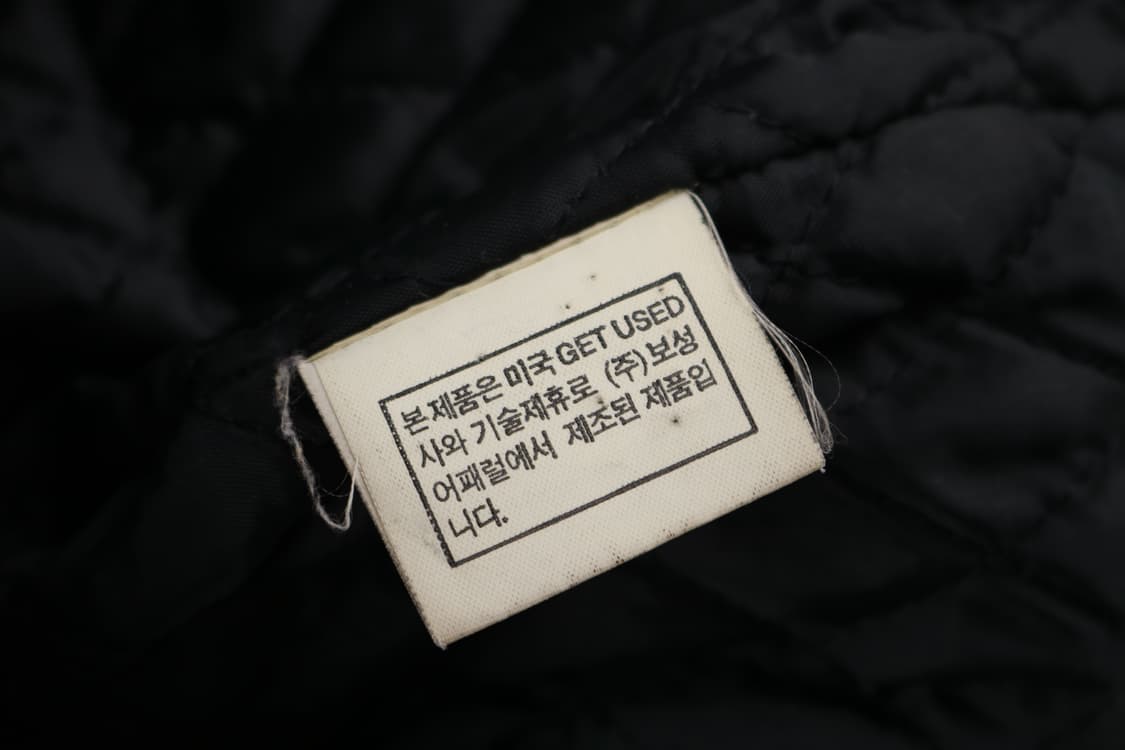 본 제품은 미국 GET USED
사와 기술제휴로 (주)보성
어패럴에서 제조된 제품입
니다.